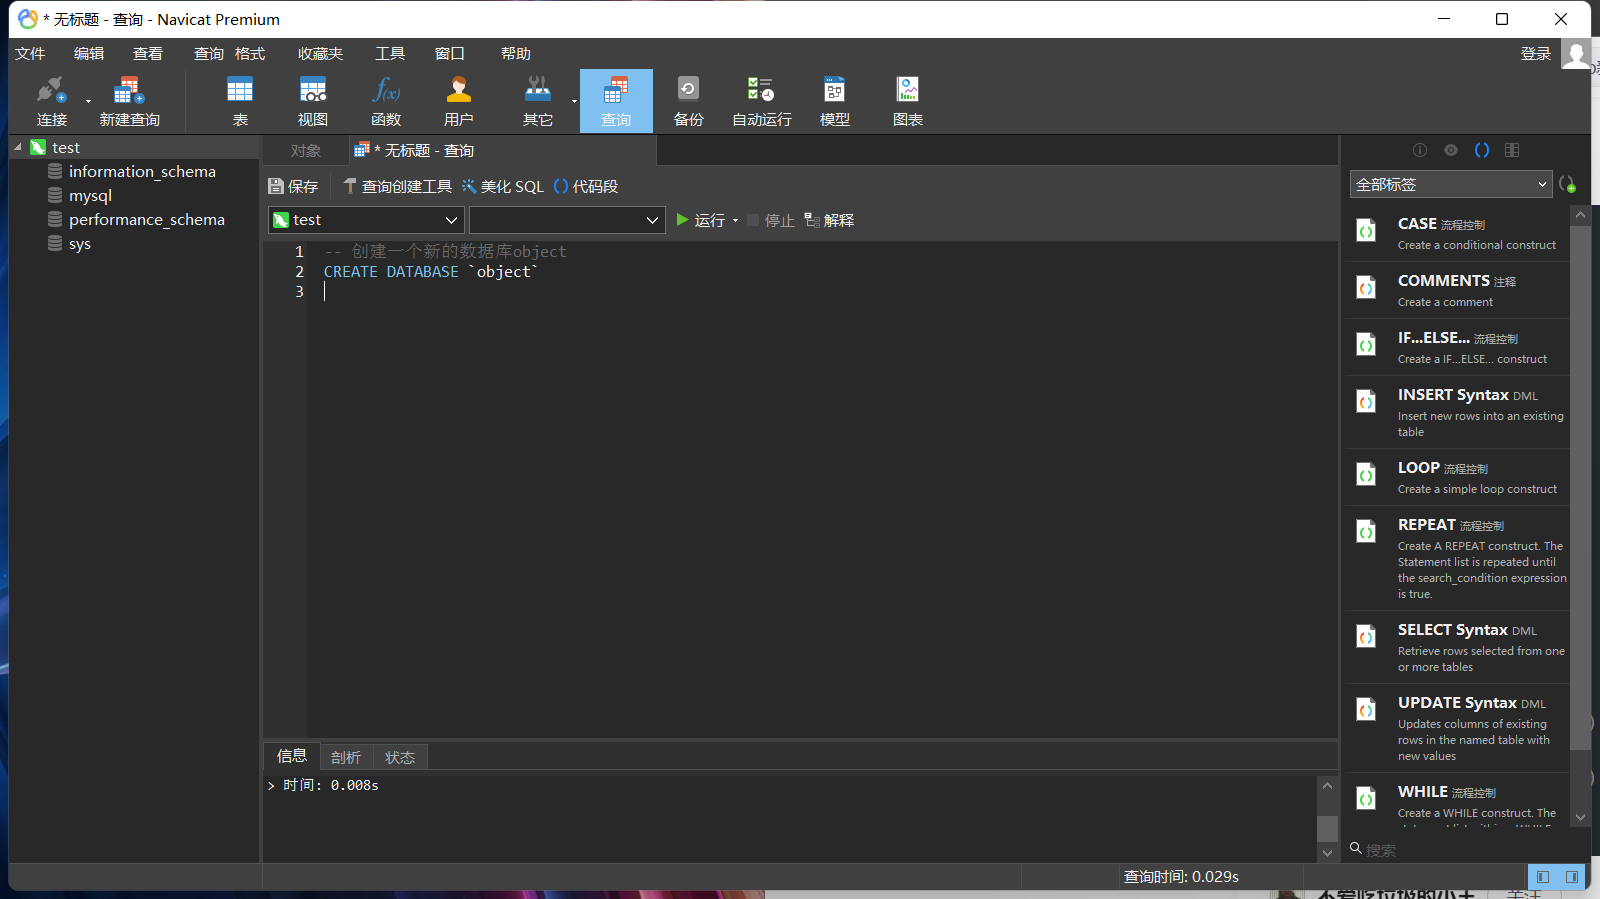 * 无标题 - 查询 - Navicat Premium
文件 编辑 查看 查询 格式 收藏夹 工具 窗口 帮助 登录
连接 新建查询 表 视图 函数 用户 其它 查询 备份 自动运行 模型 图表
f(x)
test
information_schema
mysql
performance_schema
sys
对象 * 无标题 - 查询
保存 查询创建工具 美化 SQL () 代码段
test 运行 停止 解释
1 -- 创建一个新的数据库object
2 CREATE DATABASE `object`
3
信息 剖析 状态
> 时间: 0.008s
全部标签
CASE 流程控制
Create a conditional construct
COMMENTS 注释
Create a comment
IF...ELSE... 流程控制
Create a IF...ELSE... construct
INSERT Syntax DML
Insert new rows into an existing
table
LOOP 流程控制
Create a simple loop construct
REPEAT 流程控制
Create A REPEAT construct. The
Statement list is repeated until
the search_condition expression
is true.
SELECT Syntax DML
Retrieve rows selected from one
or more tables
UPDATE Syntax DML
Updates columns of existing
rows in the named table with
new values
WHILE 流程控制
Create a WHILE construct. The
搜索
查询时间: 0.029s